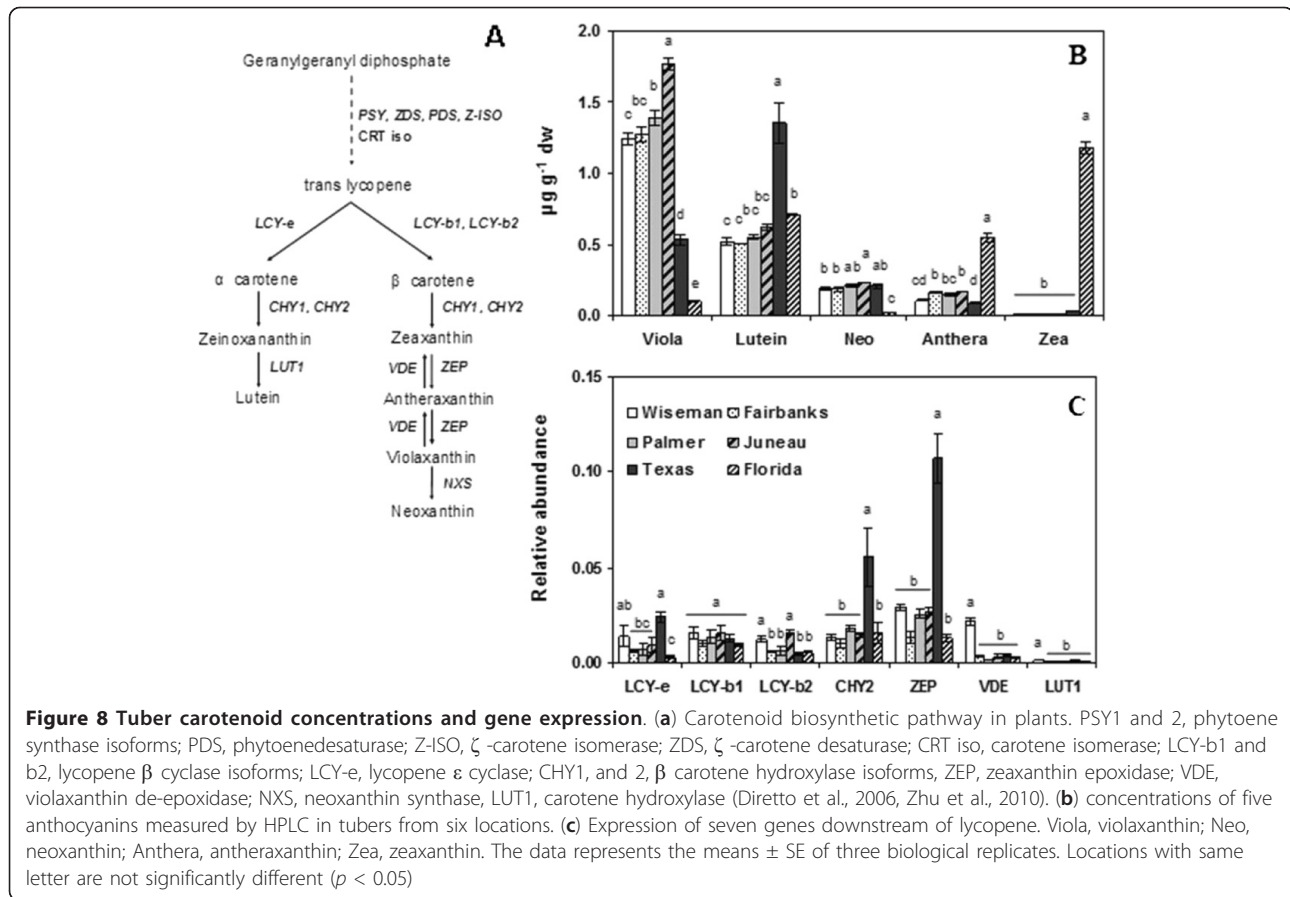 A
Geranylgeranyl diphosphate
PSY, ZDS, PDS, Z-ISO
CRT iso
trans lycopene
LCY-e
LCY-b1, LCY-b2
α carotene
β carotene
CHY1, CHY2
CHY1, CHY2
Zeinoxananthin
Zeaxanthin
LUT1
VDE
ZEP
Lutein
Antheraxanthin
VDE
ZEP
Violaxanthin
NXS
Neoxanthin
B
µg g⁻¹ dw
2.0
1.5
1.0
0.5
0.0
c bc b a d e
c c bc bc a b
b b ab a ab c
cd b bc b d a
b a
Viola Lutein Neo Anthera Zea
C
Relative abundance
0.15
0.10
0.05
0.00
Wiseman Fairbanks
Palmer Juneau
Texas Florida
ab bc a c
a
a b b a b b
b a b
b a b
a b
a b
LCY-e LCY-b1 LCY-b2 CHY2 ZEP VDE LUT1
Figure 8 Tuber carotenoid concentrations and gene expression. (a) Carotenoid biosynthetic pathway in plants. PSY1 and 2, phytoene
synthase isoforms; PDS, phytoenedesaturase; Z-ISO, ζ -carotene isomerase; ZDS, ζ -carotene desaturase; CRT iso, carotene isomerase; LCY-b1 and
b2, lycopene β cyclase isoforms; LCY-e, lycopene ε cyclase; CHY1, and 2, β carotene hydroxylase isoforms, ZEP, zeaxanthin epoxidase; VDE,
violaxanthin de-epoxidase; NXS, neoxanthin synthase, LUT1, carotene hydroxylase (Diretto et al., 2006, Zhu et al., 2010). (b) concentrations of five
anthocyanins measured by HPLC in tubers from six locations. (c) Expression of seven genes downstream of lycopene. Viola, violaxanthin; Neo,
neoxanthin; Anthera, antheraxanthin; Zea, zeaxanthin. The data represents the means ± SE of three biological replicates. Locations with same
letter are not significantly different (p < 0.05)